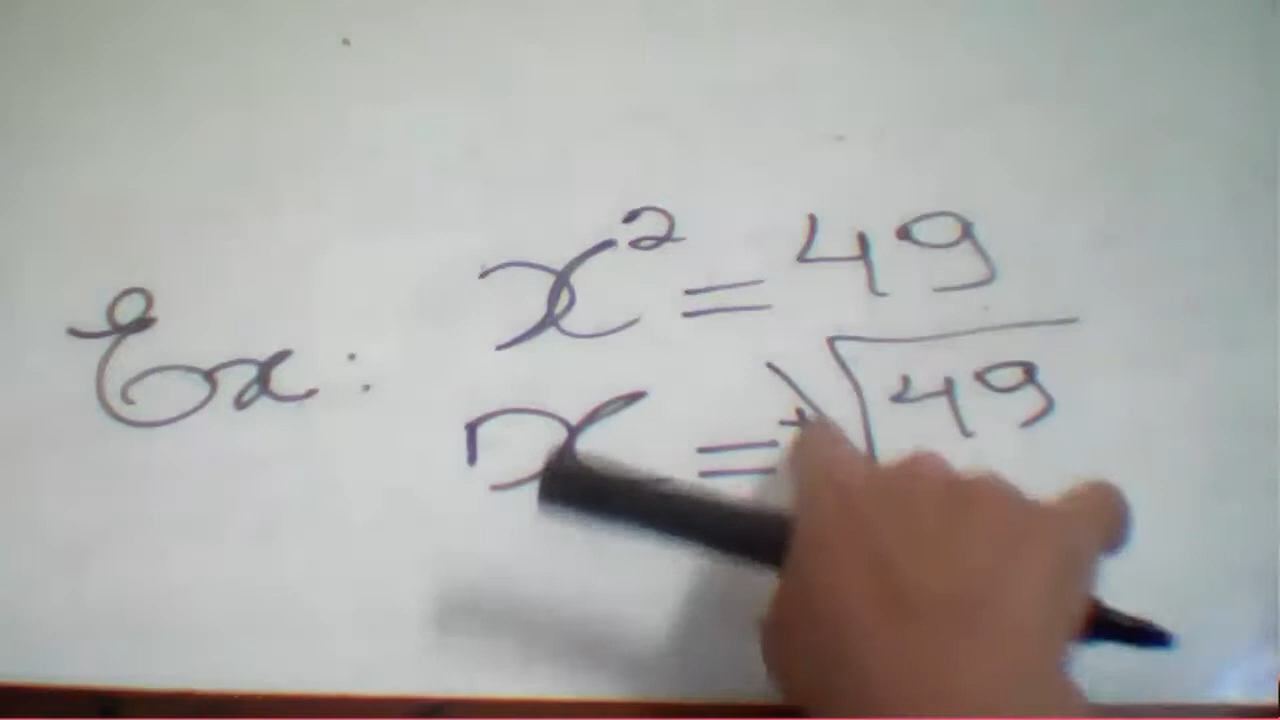 Ex:
x² = 49
x = ±√49